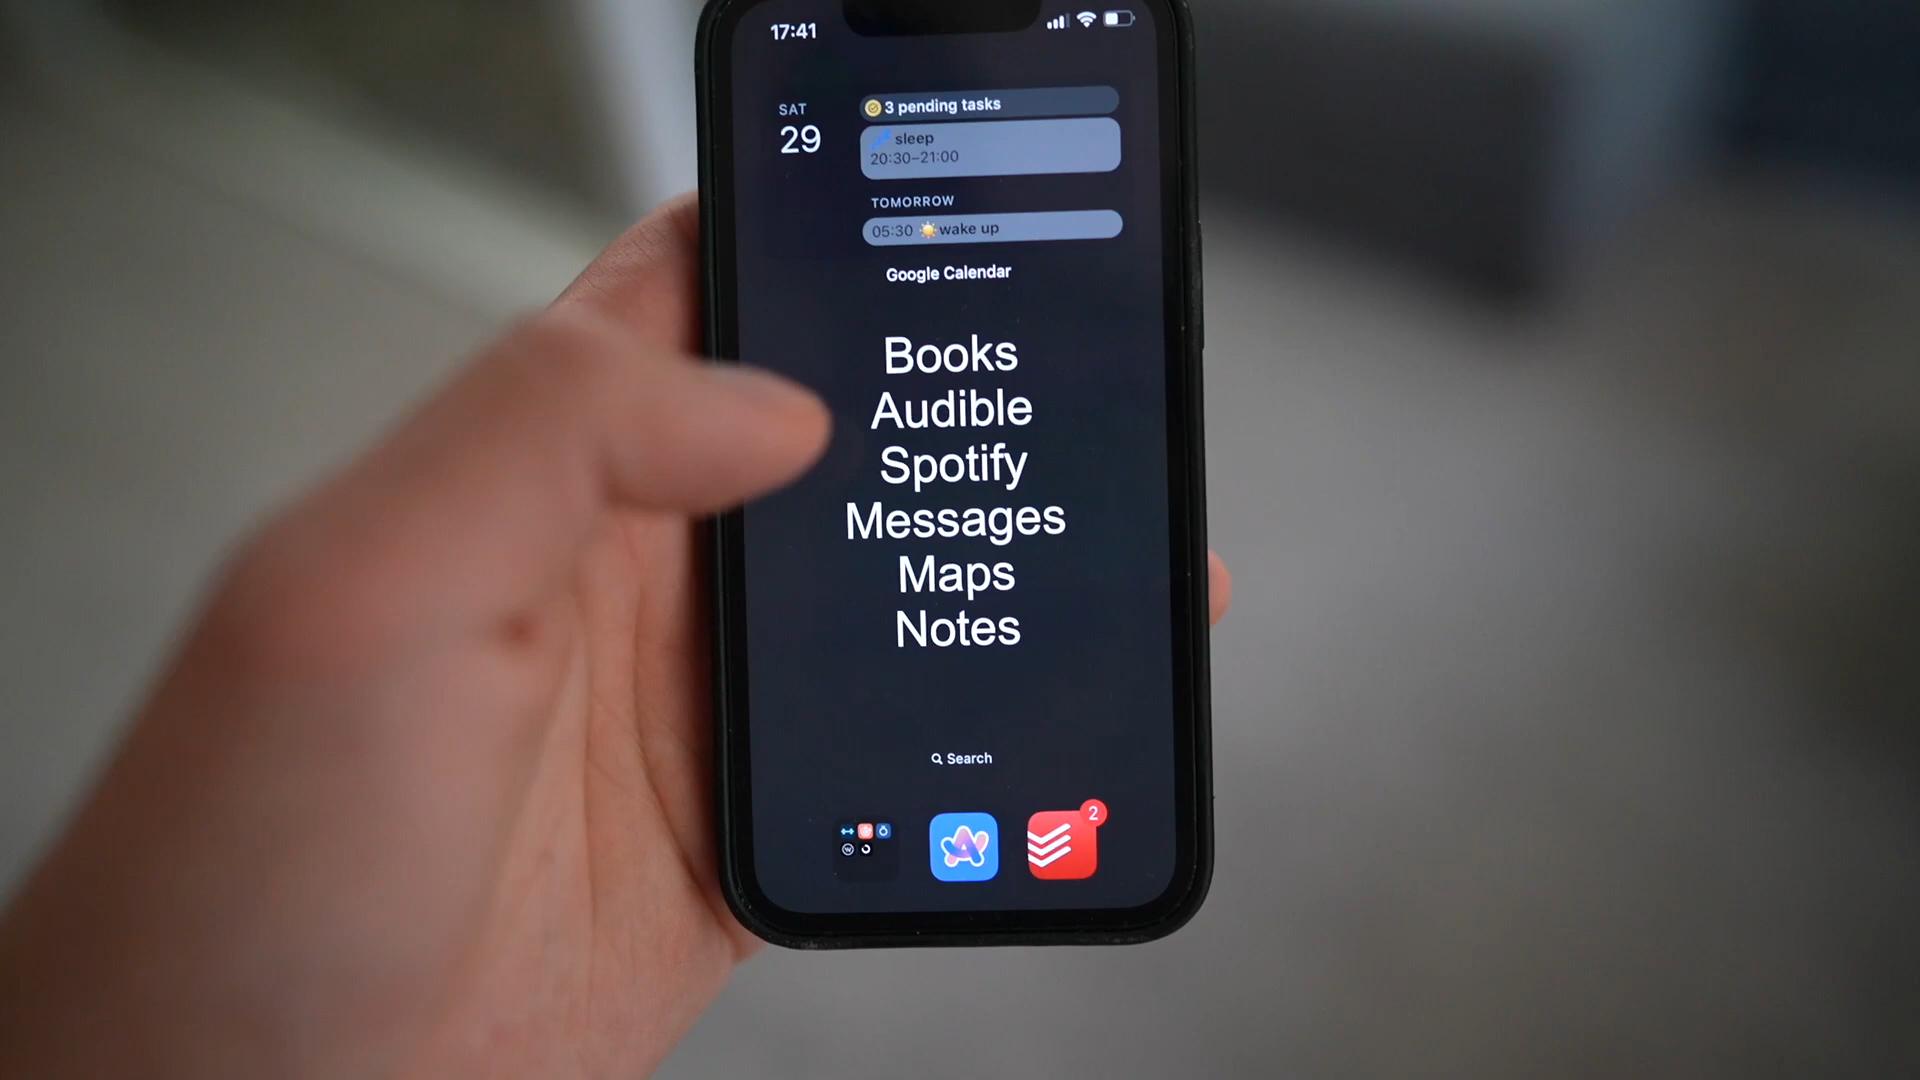 17:41
SAT
29
3 pending tasks
sleep
20:30–21:00
TOMORROW
05:30 wake up
Google Calendar
Books
Audible
Spotify
Messages
Maps
Notes
Search
2